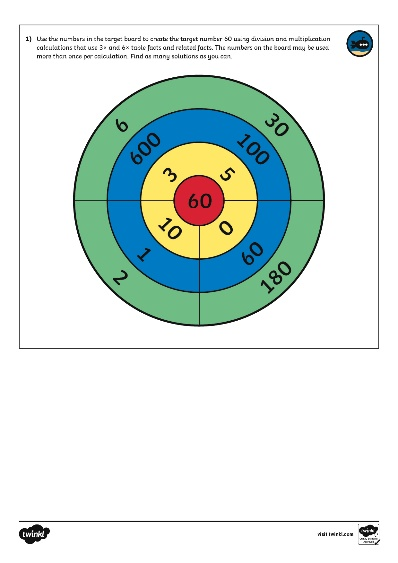 1) Use the numbers in the target board to create the target number 60 using division and multiplication
calculations that use 3× and 6× table facts and related facts. The numbers on the board may be used
more than once per calculation. Find as many solutions as you can.
6
30
600
100
3
5
60
10
0
1
60
2
180
twinkl
visit twinkl.com
twinkl